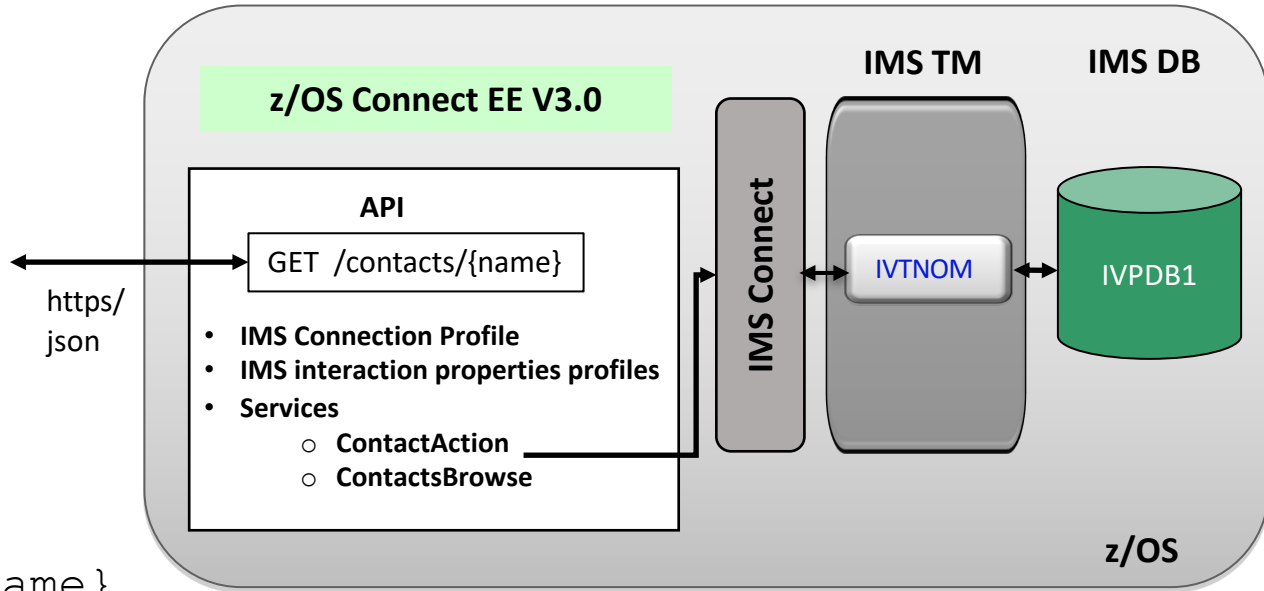 IMS TM
IMS DB
z/OS Connect EE V3.0
API
GET /contacts/{name}
https/
json
• IMS Connection Profile
• IMS interaction properties profiles
• Services
o ContactAction
o ContactsBrowse
IMS Connect
IVTNOM
IVPDB1
z/OS
ame}